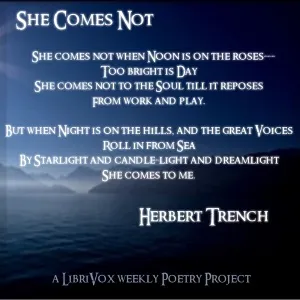 She Comes Not
She comes not when Noon is on the roses—
Too bright is Day
She comes not to the Soul till it reposes
From work and play.
But when Night is on the hills, and the great Voices
Roll in from Sea
By Starlight and candle-light and dreamlight
She comes to me.
Herbert Trench
a LibriVox weekly Poetry Project